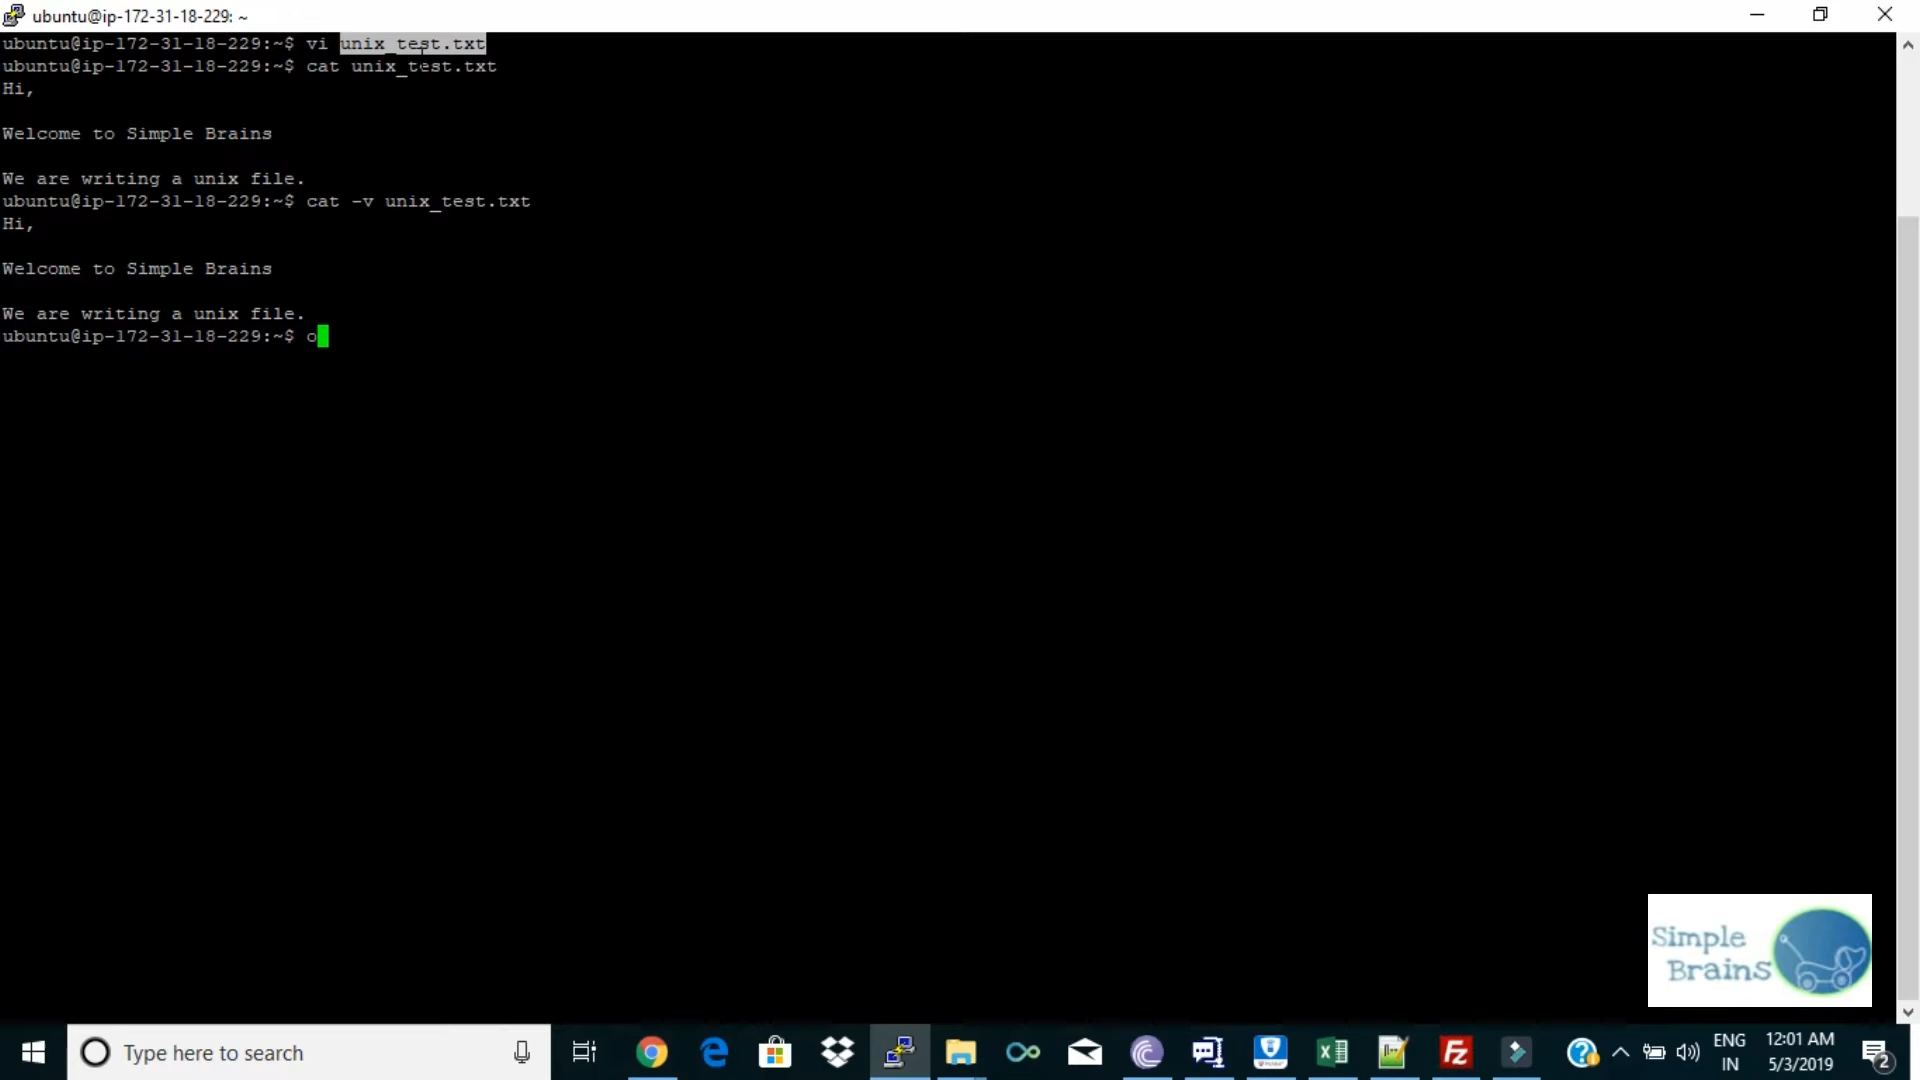 ubuntu@ip-172-31-18-229: ~
ubuntu@ip-172-31-18-229:~$ vi unix_test.txt
ubuntu@ip-172-31-18-229:~$ cat unix_test.txt
Hi,
Welcome to Simple Brains
We are writing a unix file.
ubuntu@ip-172-31-18-229:~$ cat -v unix_test.txt
Hi,
Welcome to Simple Brains
We are writing a unix file.
ubuntu@ip-172-31-18-229:~$ o
Simple
Brains
Type here to search
ENG
IN
12:01 AM
5/3/2019
2